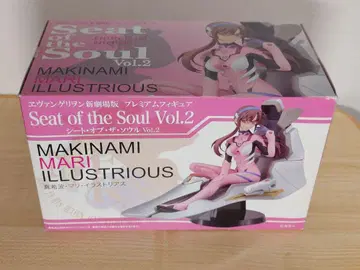 Seat
of the
Soul
Vol.2
MAKINAMI
MARI
ILLUSTRIOUS
ヱヴァンゲリヲン新劇場版 プレミアムフィギュア
Seat of the Soul Vol.2
シート・オブ・ザ・ソウル Vol.2
MAKINAMI
MARI
ILLUSTRIOUS
真希波・マリ・イラストリアス